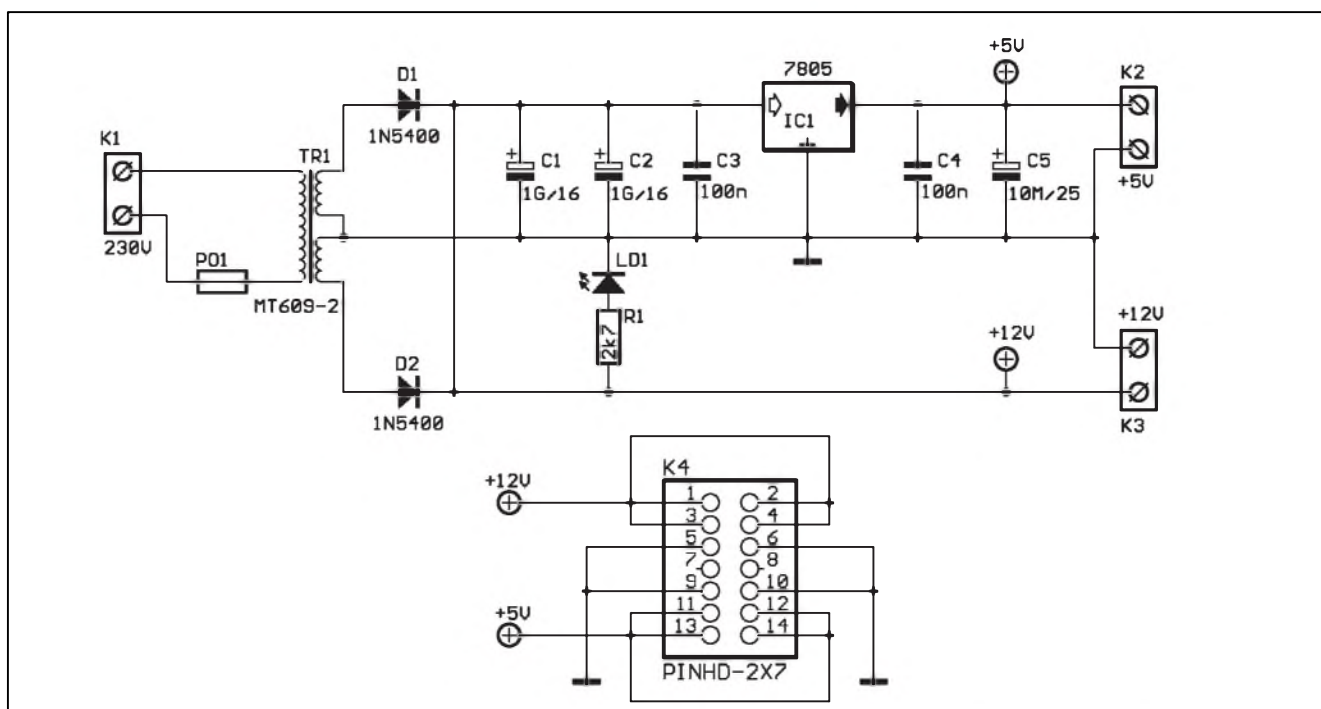 +5V
7805
K2
D1
IC1
1N5400
K1
TR1
+ C1
+ C2
C3
C4
+ C5
1G/16
1G/16
100n
100n
10M/25
+5V
230V
PO1
LD1
MT609-2
R1
2k7
+12V
+12V
D2
1N5400
K3
K4
+12V
1 2
3 4
5 6
7 8
9 10
11 12
+5V
13 14
PINHD-2X7